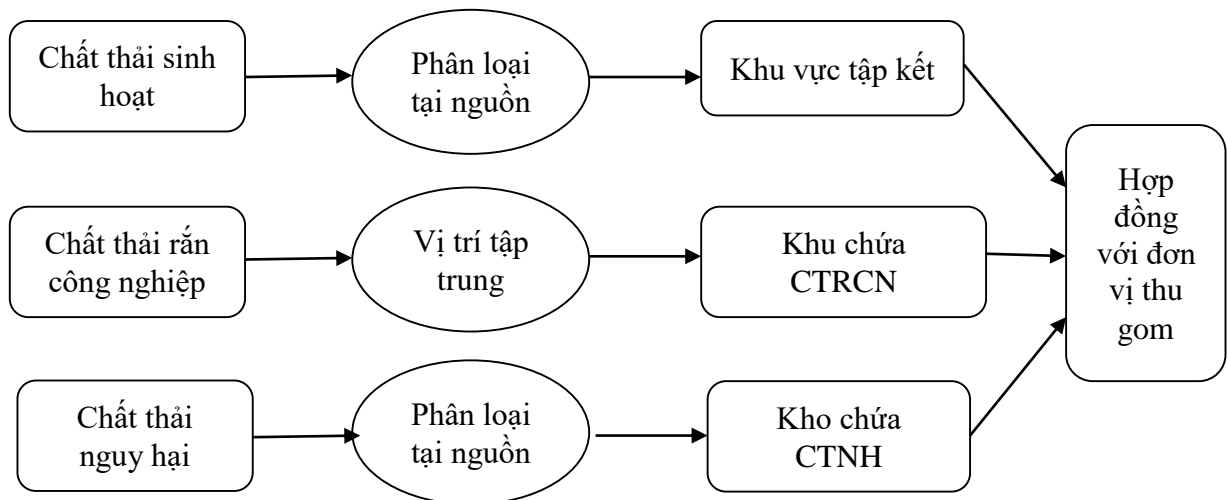 Chất thải sinh
hoạt
Phân loại
tại nguồn
Khu vực tập kết
Chất thải rắn
công nghiệp
Vị trí tập
trung
Khu chứa
CTRCN
Hợp
đồng
với đơn
vị thu
gom
Chất thải
nguy hại
Phân loại
tại nguồn
Kho chứa
CTNH